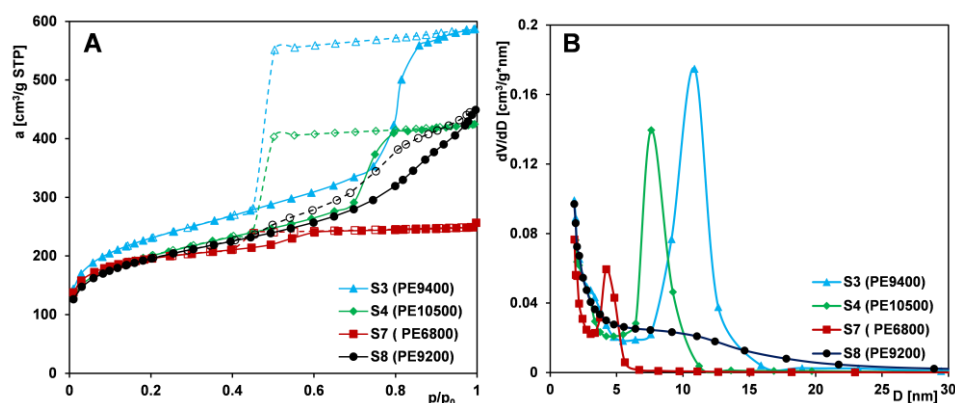 A
a [cm³/g STP]
600
500
400
300
200
100
0
0
0.2
0.4
0.6
0.8
1
p/p₀
S3 (PE9400)
S4 (PE10500)
S7 ( PE6800)
S8 (PE9200)
B
dV/dD [cm³/g*nm]
0.2
0.16
0.12
0.08
0.04
0
0
5
10
15
20
25
30
D [nm]
S3 (PE9400)
S4 (PE10500)
S7 ( PE6800)
S8 (PE9200)